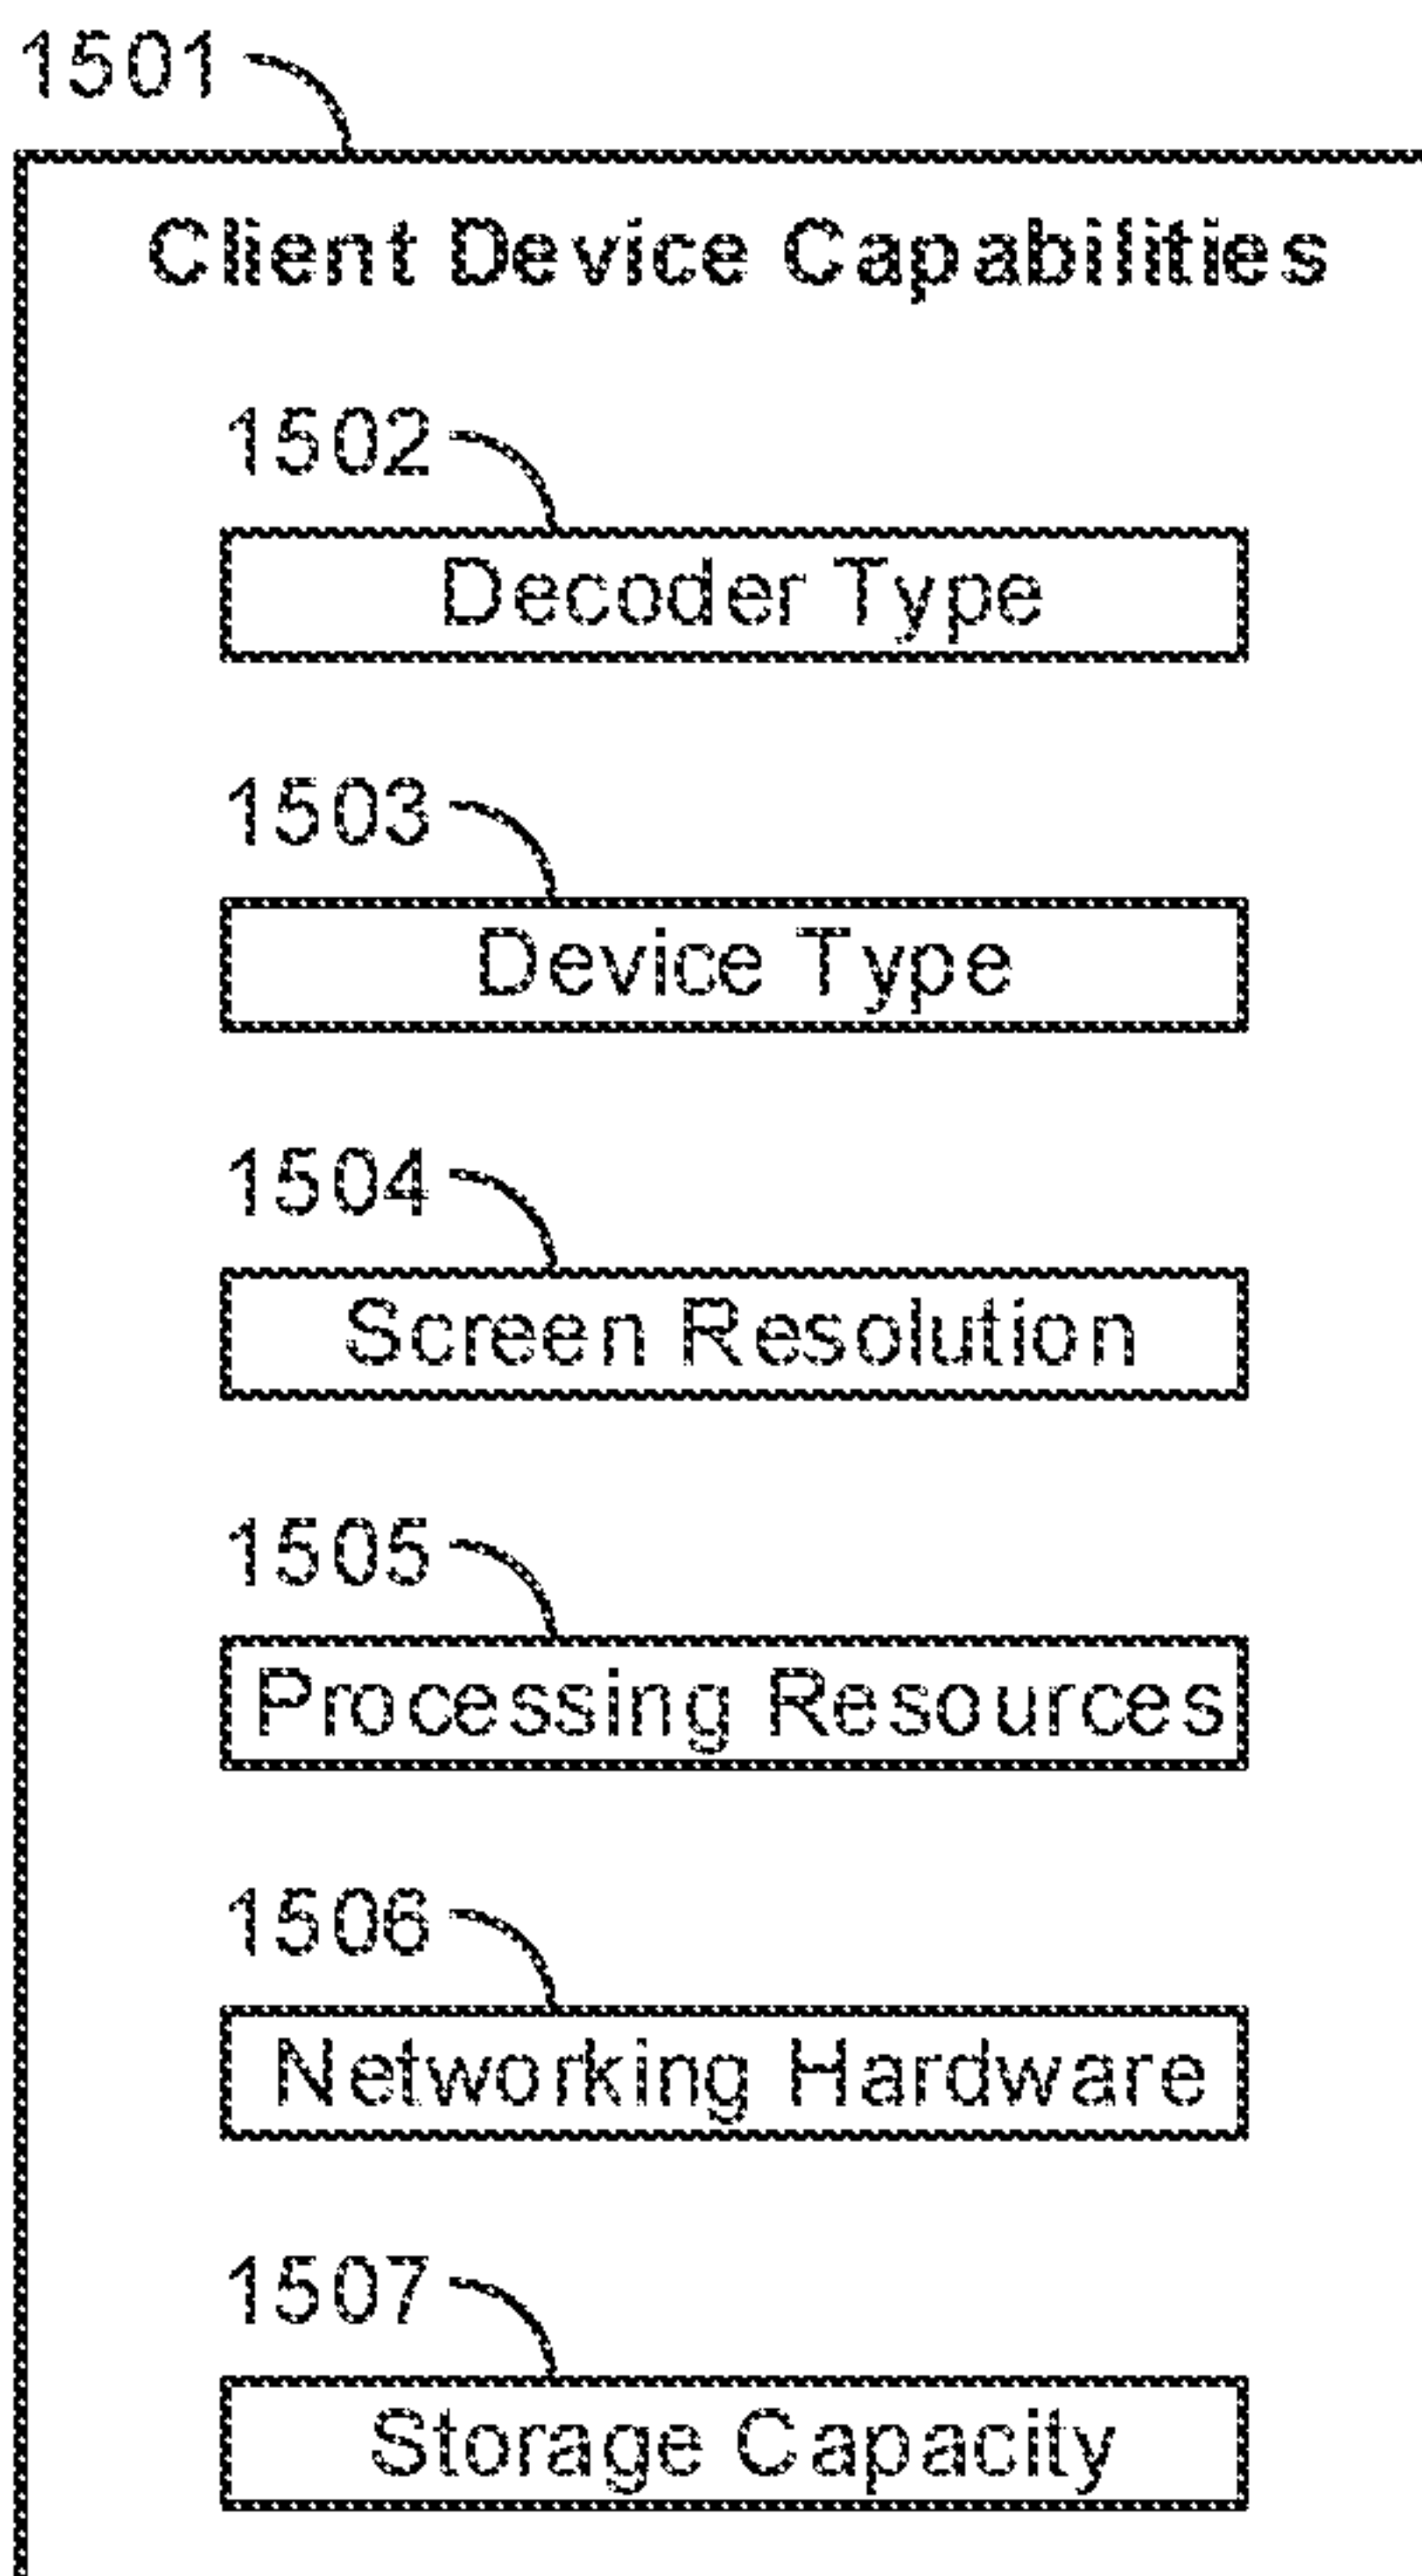 1501
Client Device Capabilities
1502
Decoder Type
1503
Device Type
1504
Screen Resolution
1505
Processing Resources
1506
Networking Hardware
1507
Storage Capacity